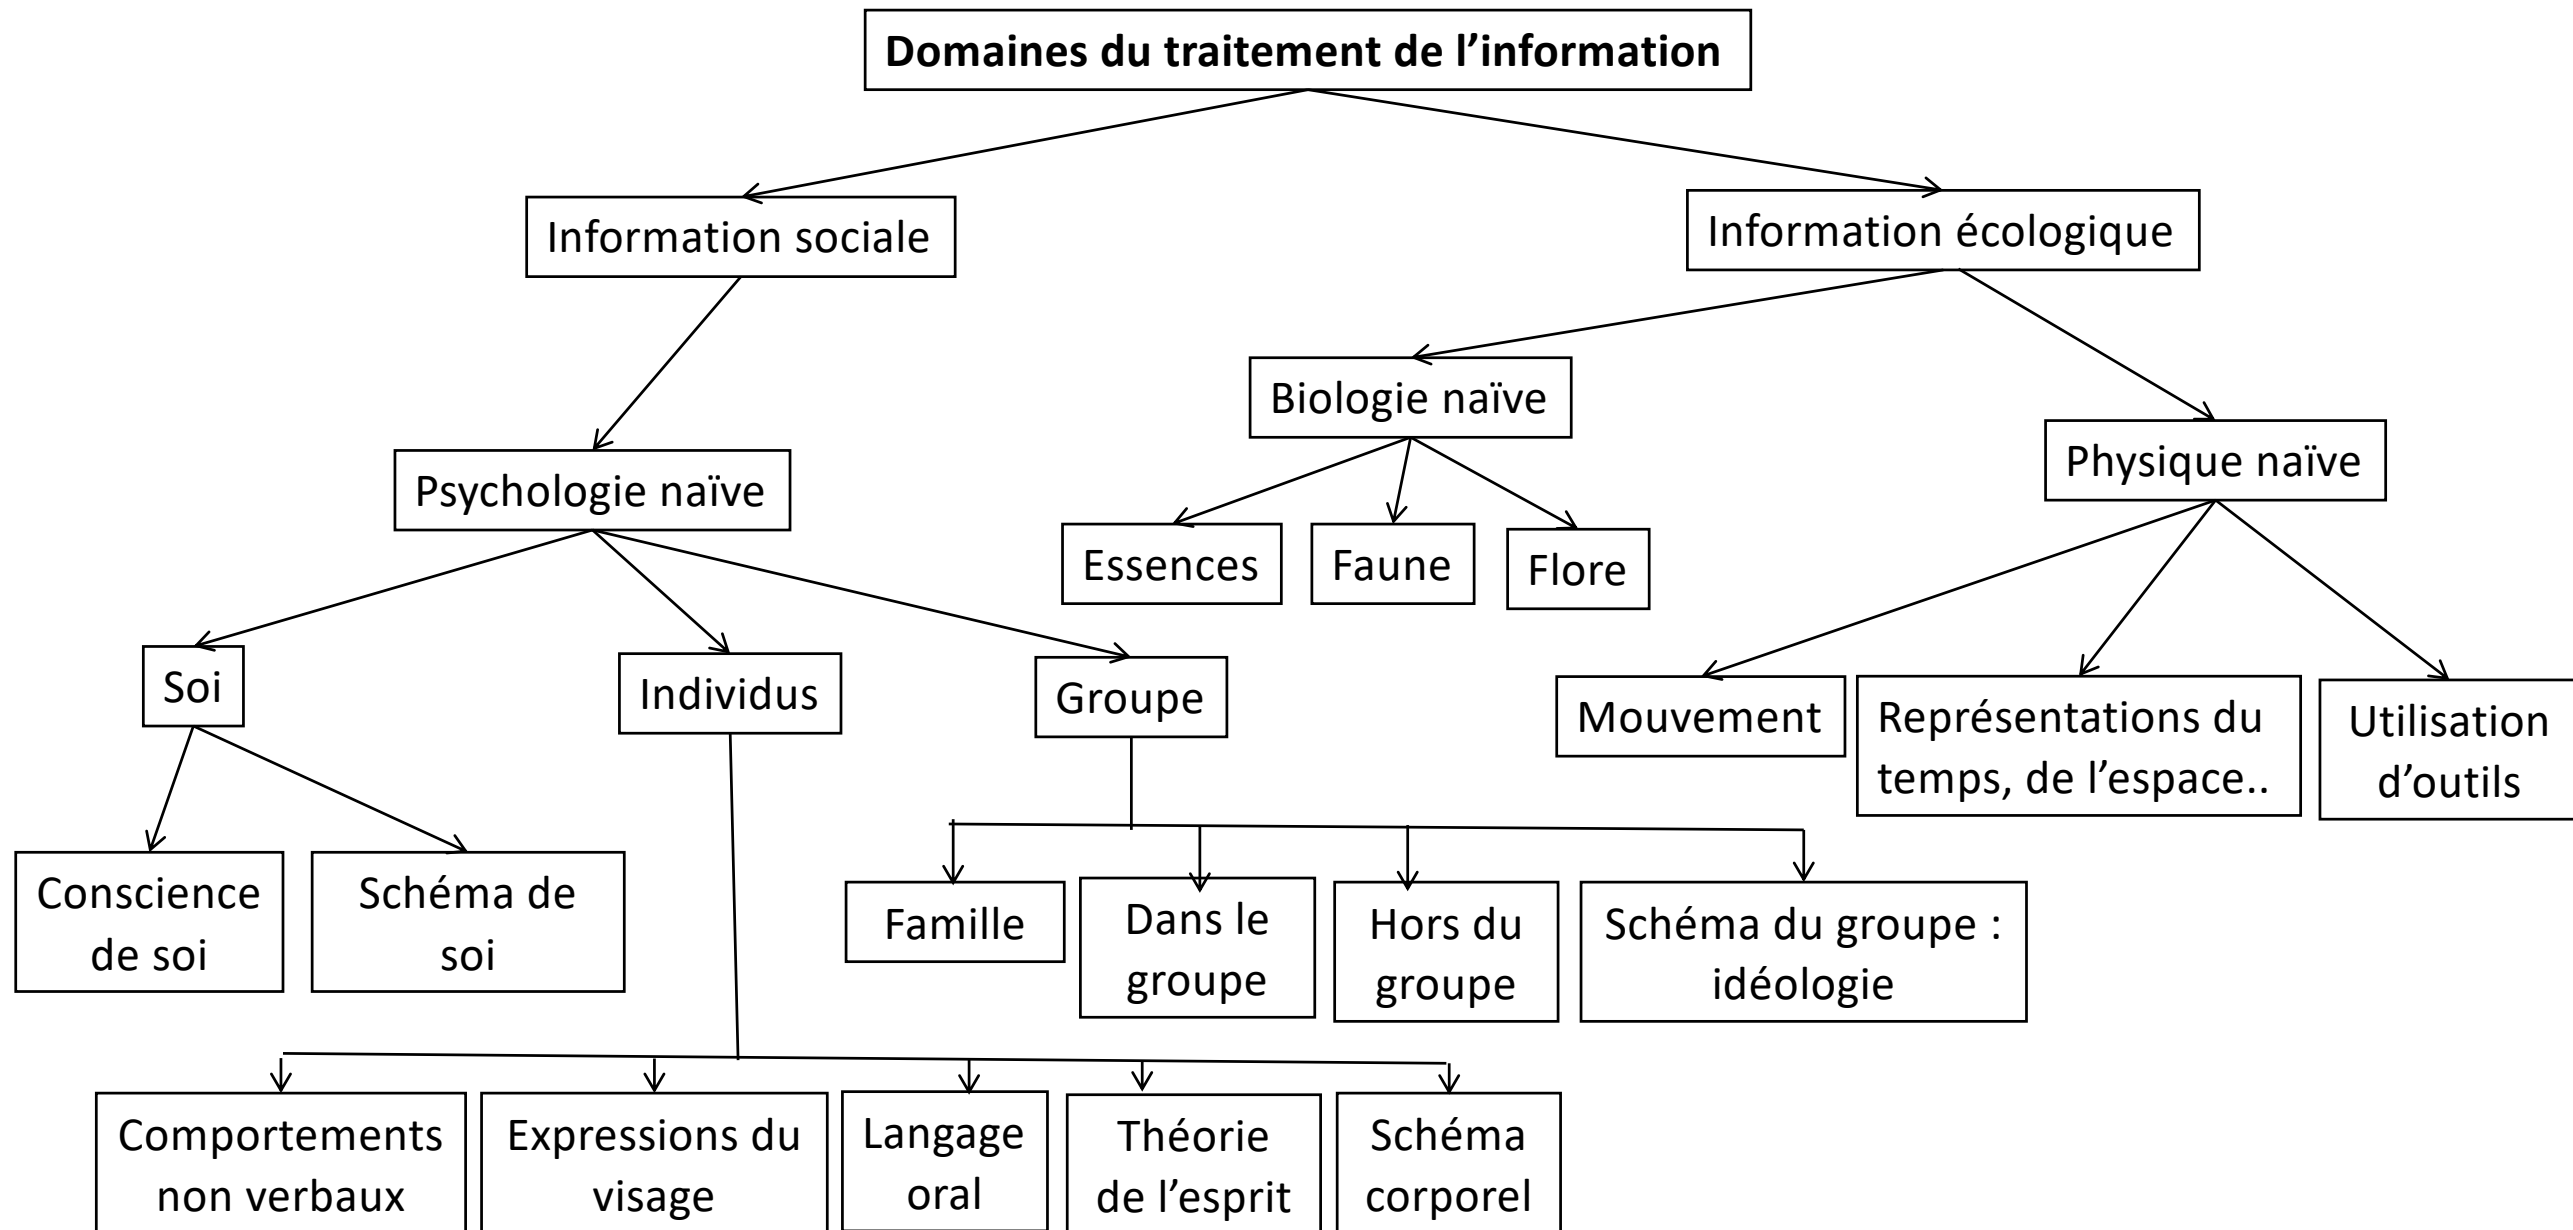 Domaines du traitement de l’information
Information sociale
Information écologique
Biologie naïve
Psychologie naïve
Physique naïve
Essences
Faune
Flore
Soi
Individus
Groupe
Mouvement
Représentations du
temps, de l’espace..
Utilisation
d’outils
Conscience
de soi
Schéma de
soi
Famille
Dans le
groupe
Hors du
groupe
Schéma du groupe :
idéologie
Comportements
non verbaux
Expressions du
visage
Langage
oral
Théorie
de l’esprit
Schéma
corporel